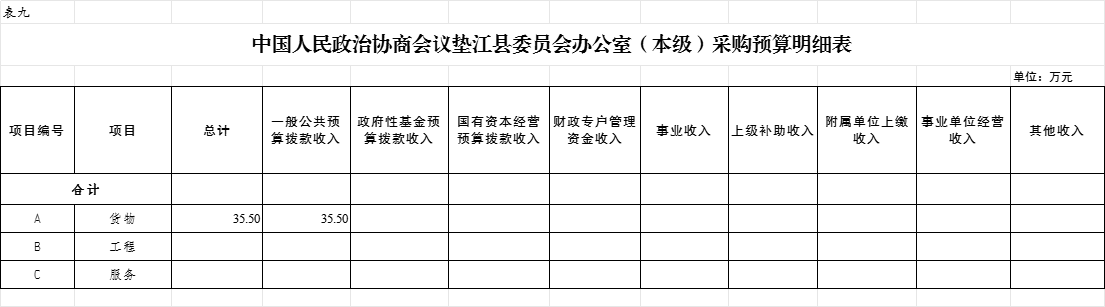 表九
中国人民政治协商会议垫江县委员会办公室（本级）采购预算明细表
单位：万元
项目编号 项目 总计 一般公共预算拨款收入 政府性基金预算拨款收入 国有资本经营预算拨款收入 财政专户管理资金收入 事业收入 上级补助收入 附属单位上缴收入 事业单位经营收入 其他收入
合计
A 货物 35.50 35.50
B 工程
C 服务